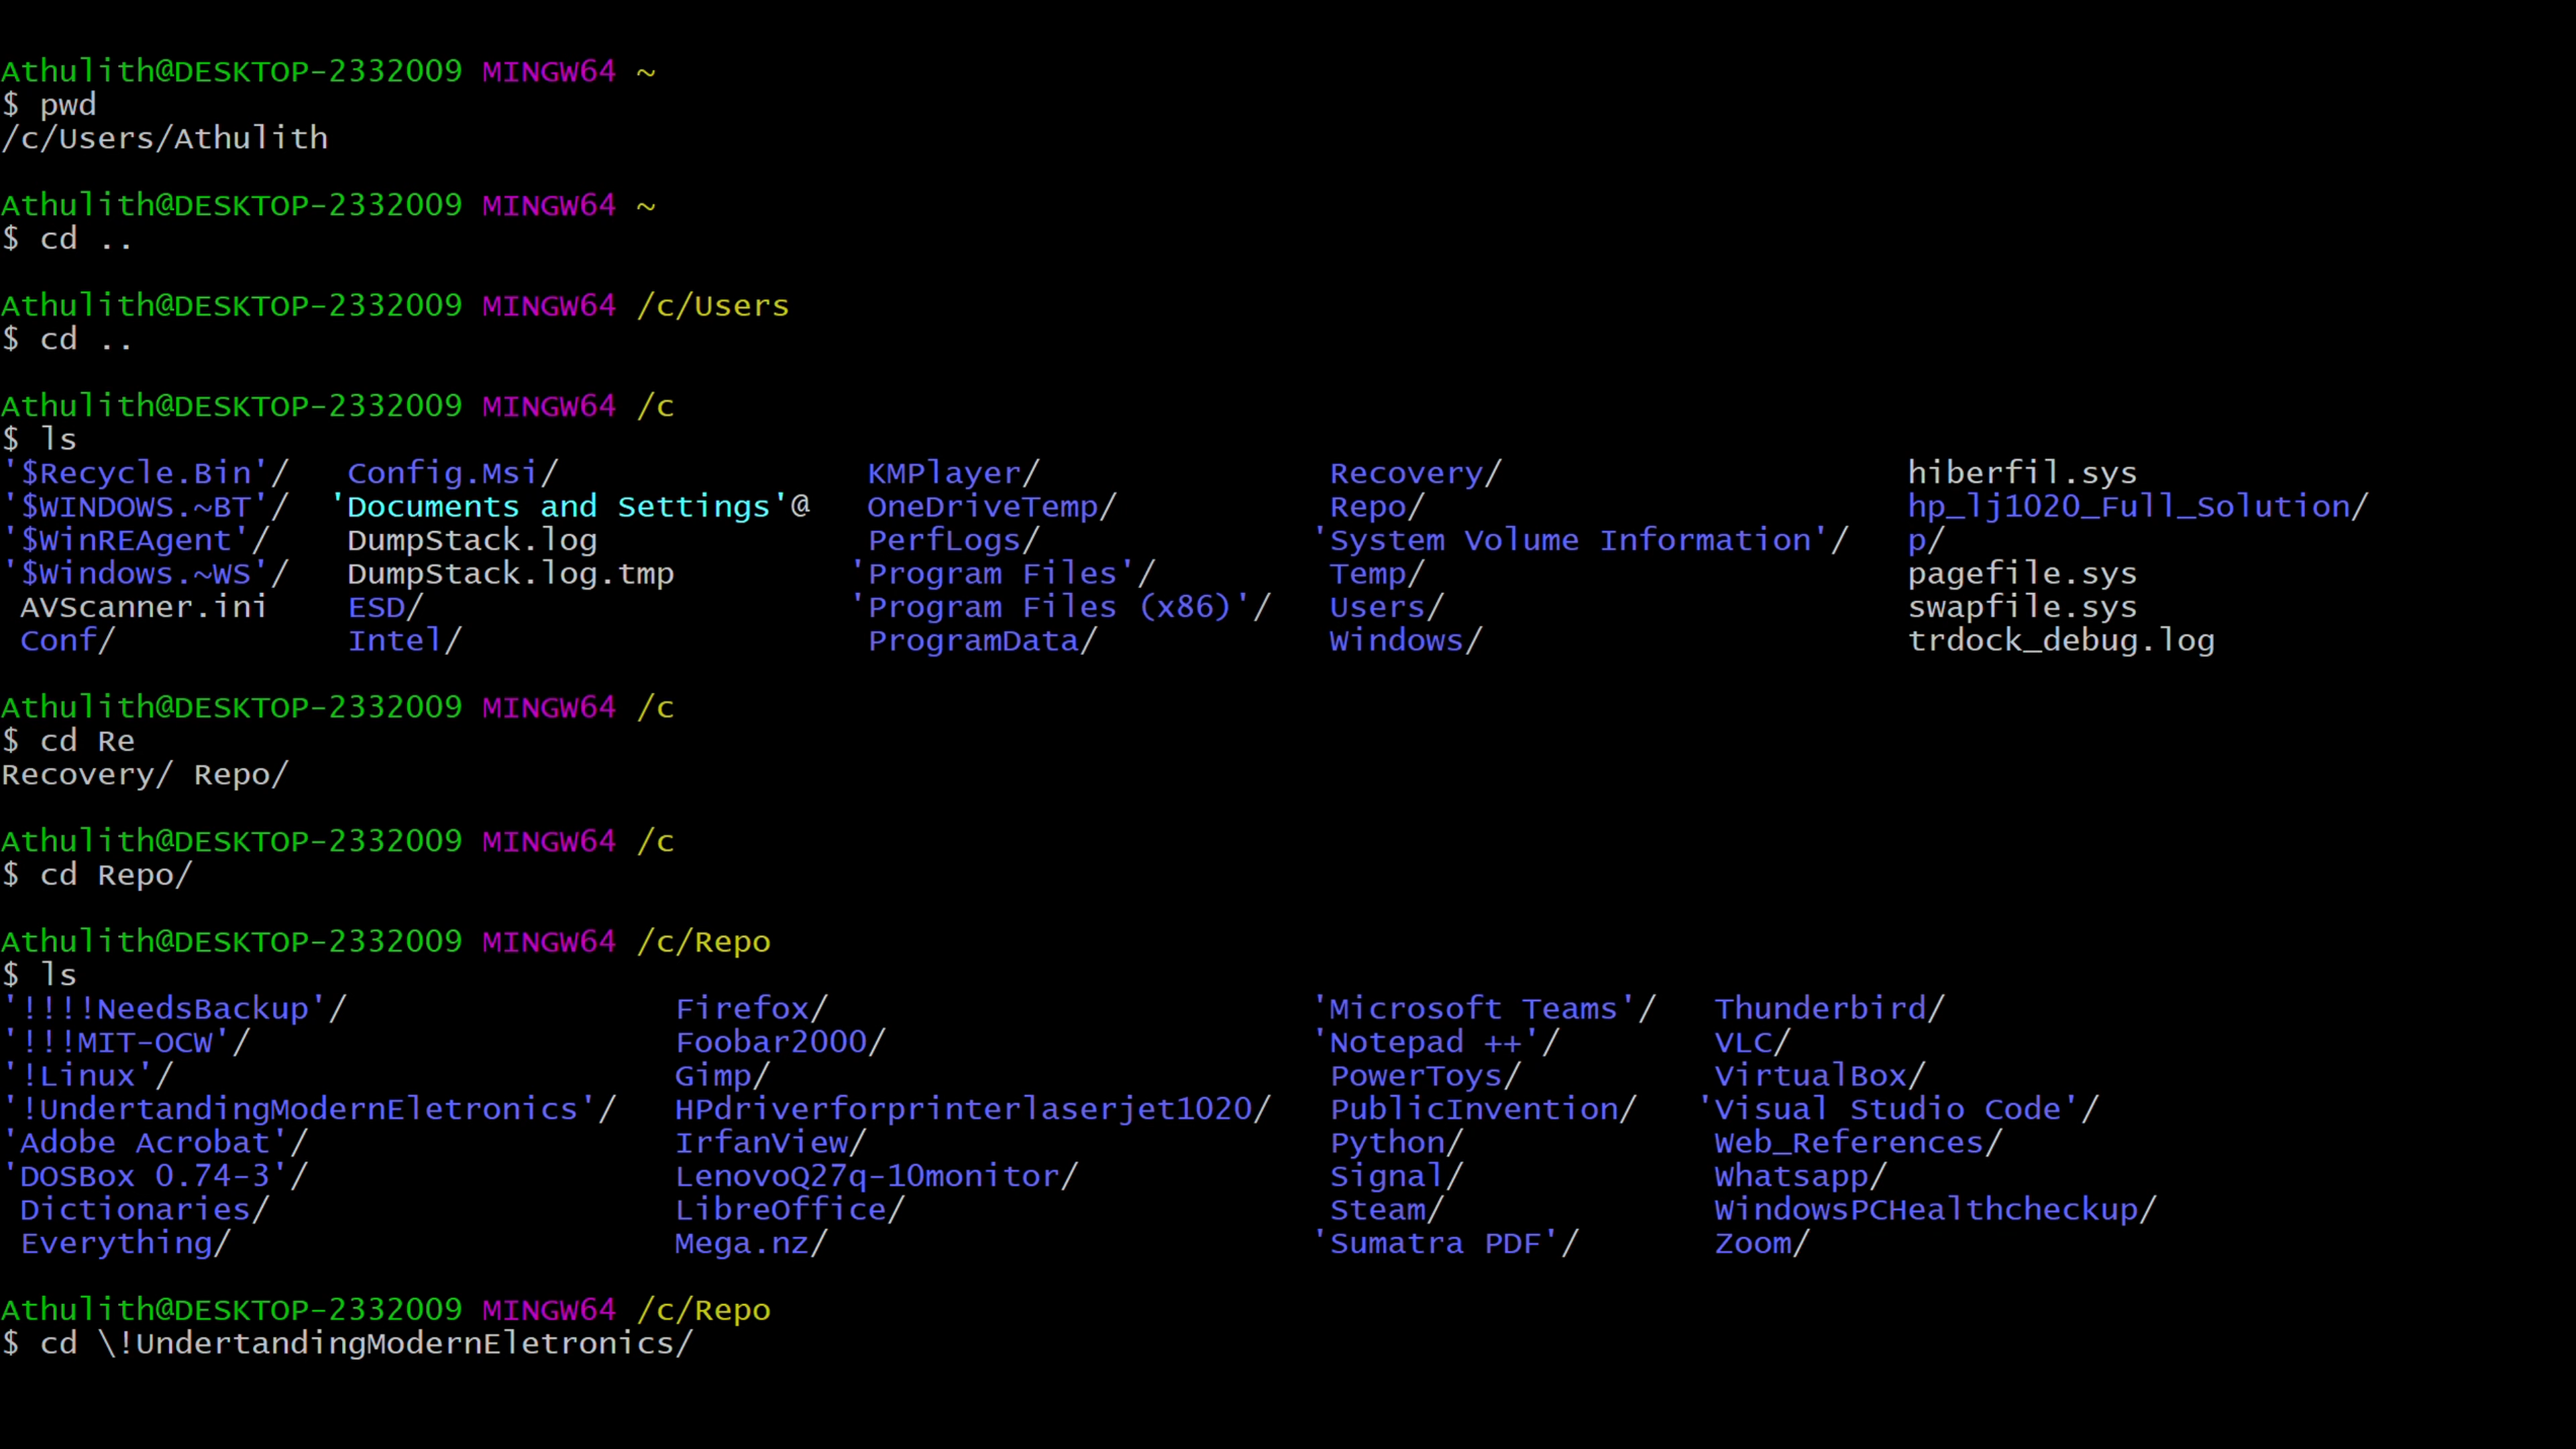 Athulith@DESKTOP-2332009 MINGW64 ~
$ pwd
/c/Users/Athulith

Athulith@DESKTOP-2332009 MINGW64 ~
$ cd ..

Athulith@DESKTOP-2332009 MINGW64 /c/Users
$ cd ..

Athulith@DESKTOP-2332009 MINGW64 /c
$ ls
'$Recycle.Bin'/   Config.Msi/                KMPlayer/               Recovery/                     hiberfil.sys
'$WINDOWS.~BT'/  'Documents and Settings'@   OneDriveTemp/           Repo/                         hp_lj1020_Full_Solution/
'$WinREAgent'/    DumpStack.log              PerfLogs/              'System Volume Information'/   p/
'$Windows.~WS'/   DumpStack.log.tmp         'Program Files'/         Temp/                         pagefile.sys
 AVScanner.ini    ESD/                      'Program Files (x86)'/   Users/                        swapfile.sys
 Conf/            Intel/                     ProgramData/            Windows/                      trdock_debug.log

Athulith@DESKTOP-2332009 MINGW64 /c
$ cd Re
Recovery/ Repo/

Athulith@DESKTOP-2332009 MINGW64 /c
$ cd Repo/

Athulith@DESKTOP-2332009 MINGW64 /c/Repo
$ ls
'!!!!NeedsBackup'/                 Firefox/                         'Microsoft Teams'/   Thunderbird/
'!!!MIT-OCW'/                      Foobar2000/                      'Notepad ++'/        VLC/
'!Linux'/                          Gimp/                             PowerToys/          VirtualBox/
'!UndertandingModernEletronics'/   HPdriverforprinterlaserjet1020/   PublicInvention/   'Visual Studio Code'/
'Adobe Acrobat'/                   IrfanView/                        Python/             Web_References/
'DOSBox 0.74-3'/                   LenovoQ27q-10monitor/             Signal/             Whatsapp/
 Dictionaries/                     LibreOffice/                      Steam/              WindowsPCHealthcheckup/
 Everything/                       Mega.nz/                         'Sumatra PDF'/       Zoom/

Athulith@DESKTOP-2332009 MINGW64 /c/Repo
$ cd \!UndertandingModernEletronics/